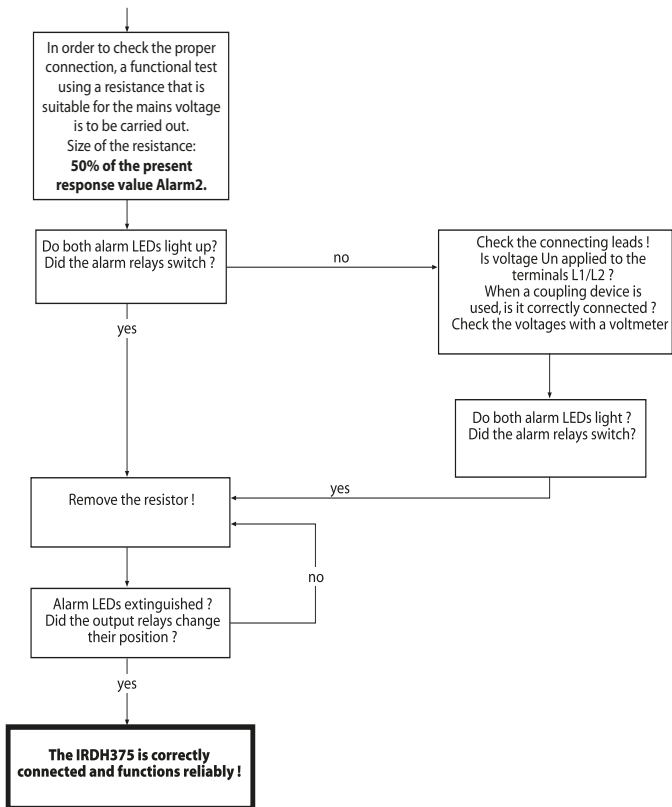 In order to check the proper
connection, a functional test
using a resistance that is
suitable for the mains voltage
is to be carried out.
Size of the resistance:
50% of the present
response value Alarm2.
Do both alarm LEDs light up?
Did the alarm relays switch ?
no
Check the connecting leads !
Is voltage Un applied to the
terminals L1/L2 ?
When a coupling device is
used, is it correctly connected ?
Check the voltages with a voltmeter
yes
Do both alarm LEDs light ?
Did the alarm relays switch?
yes
Remove the resistor !
no
Alarm LEDs extinguished ?
Did the output relays change
their position ?
yes
The IRDH375 is correctly
connected and functions reliably !